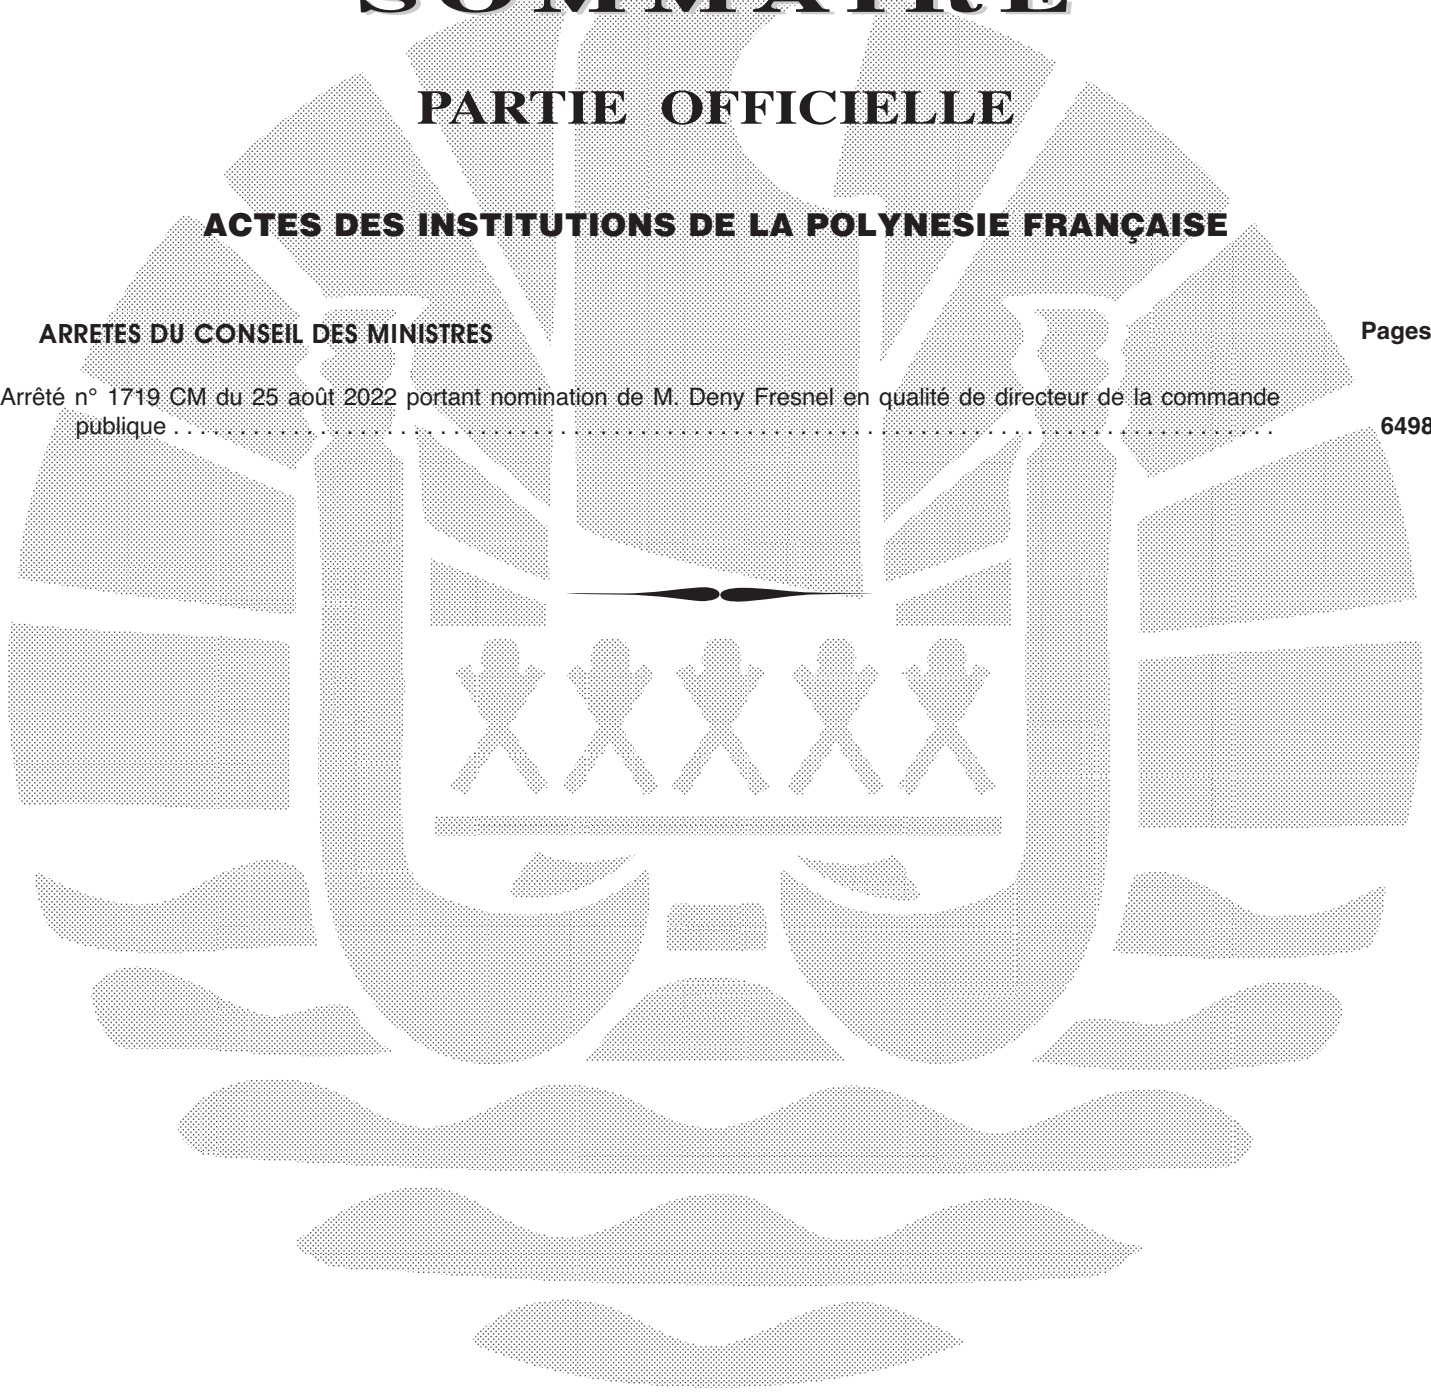 SOMMAIRE
PARTIE OFFICIELLE
ACTES DES INSTITUTIONS DE LA POLYNESIE FRANÇAISE
ARRETES DU CONSEIL DES MINISTRES Pages
Arrêté n° 1719 CM du 25 août 2022 portant nomination de M. Deny Fresnel en qualité de directeur de la commande
publique . . . . . . . . . . . . . . . . . . . . . . . . . . . . . . . . . . . . . . . . . . . . . . . . . . . . . . . . . . . . . . . . . . . . . . . . . . . . . . . . . . . 6498